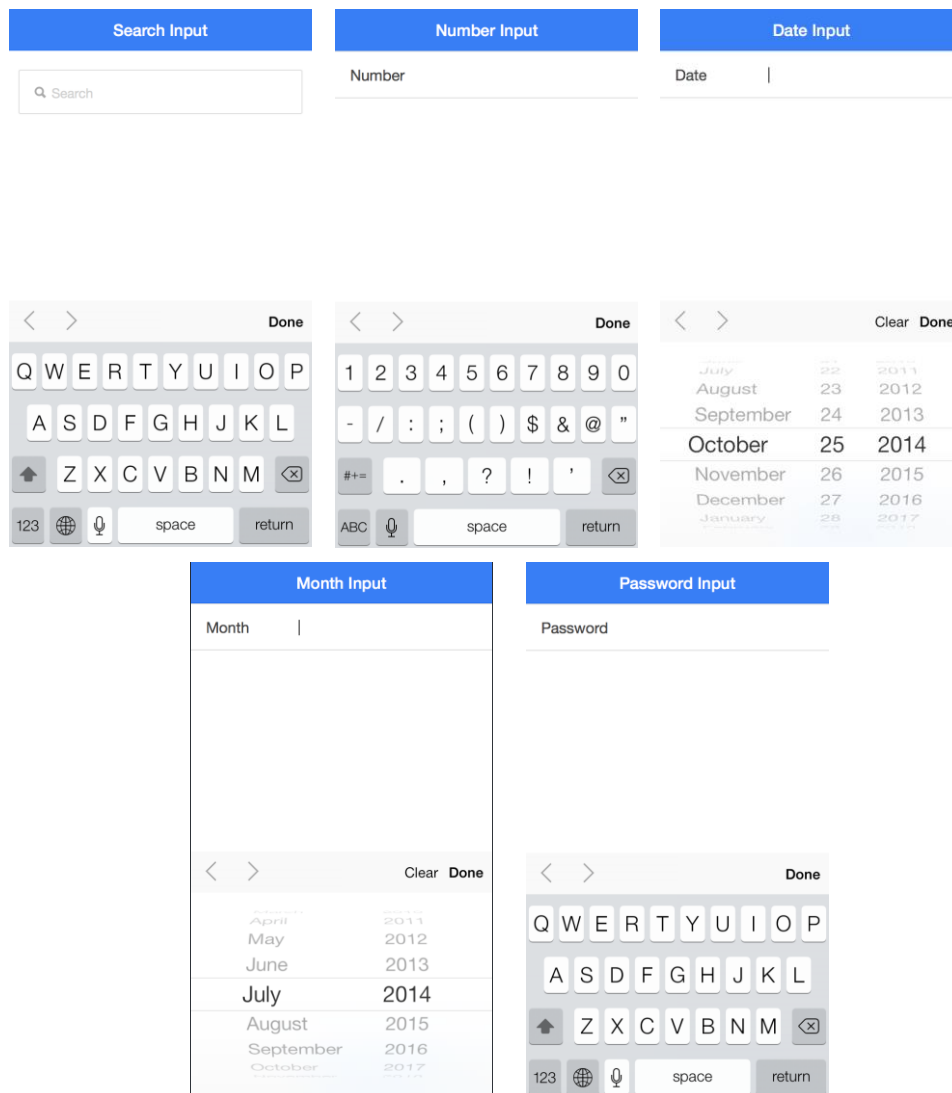 Search Input
Search
Done
Q W E R T Y U I O P
A S D F G H J K L
Z X C V B N M
123 space return
Number Input
Number
Done
1 2 3 4 5 6 7 8 9 0
- / : ; ( ) $ & @ "
#+= . , ? ! '
ABC space return
Date Input
Date
Clear Done
July 22 2011
August 23 2012
September 24 2013
October 25 2014
November 26 2015
December 27 2016
January 28 2017
Month Input
Month
Clear Done
April 2011
May 2012
June 2013
July 2014
August 2015
September 2016
October 2017
Password Input
Password
Done
Q W E R T Y U I O P
A S D F G H J K L
Z X C V B N M
123 space return